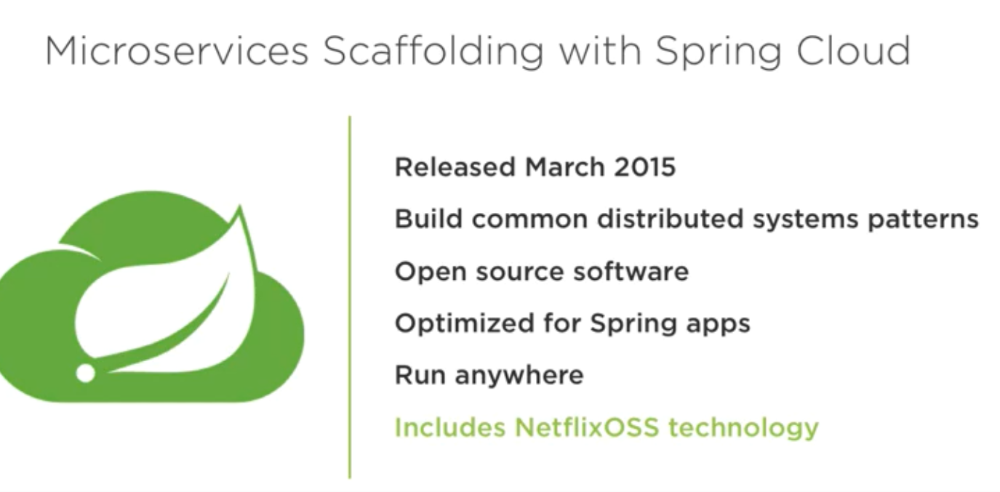 Microservices Scaffolding with Spring Cloud
Released March 2015
Build common distributed systems patterns
Open source software
Optimized for Spring apps
Run anywhere
Includes NetflixOSS technology